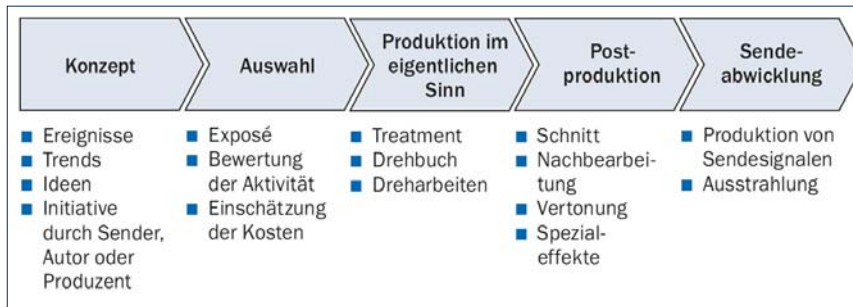 Konzept
Auswahl
Produktion im
eigentlichen
Sinn
Post-
produktion
Sende-
abwicklung
Ereignisse
Trends
Ideen
Initiative
durch Sender,
Autor oder
Produzent
Exposé
Bewertung
der Aktivität
Einschätzung
der Kosten
Treatment
Drehbuch
Dreharbeiten
Schnitt
Nachbearbei-
tung
Vertonung
Spezial-
effekte
Produktion von
Sendesignalen
Ausstrahlung